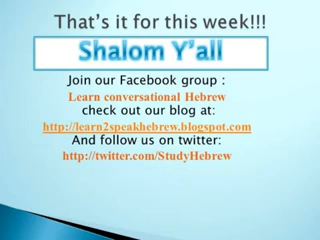 That's it for this week!!!
Shalom Y'all
Join our Facebook group :
Learn conversational Hebrew
check out our blog at:
http://learn2speakhebrew.blogspot.com
And follow us on twitter:
http://twitter.com/StudyHebrew